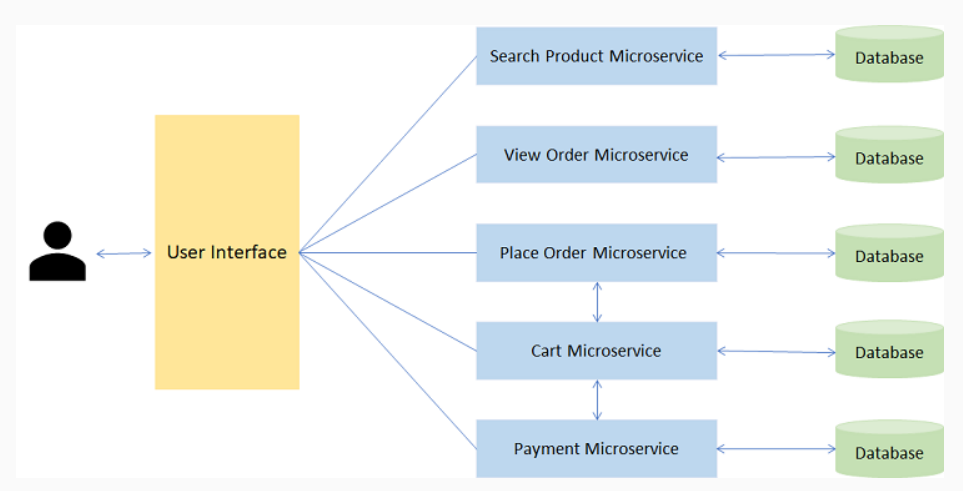 Search Product Microservice
Database
View Order Microservice
Database
User Interface
Place Order Microservice
Database
Cart Microservice
Database
Payment Microservice
Database